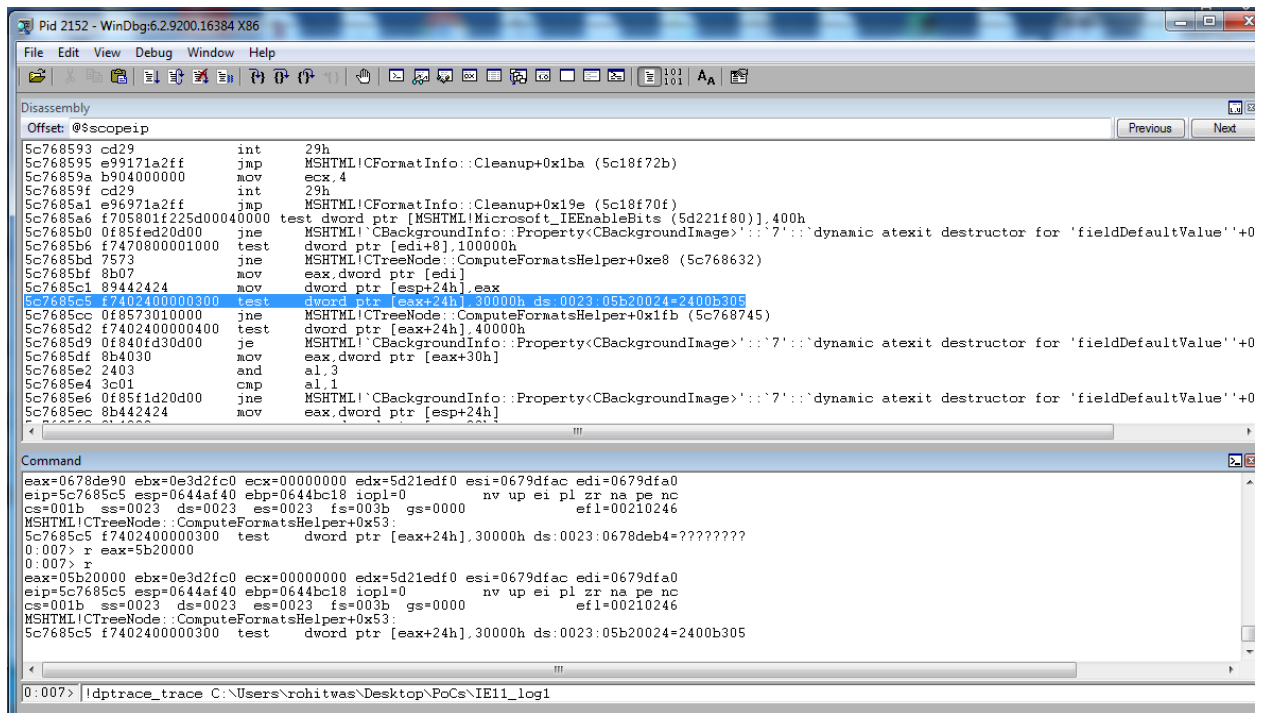 Pid 2152 - WinDbg:6.2.9200.16384 X86
File Edit View Debug Window Help
Disassembly
Offset: @$scopeip
Previous Next
5c768593 cd29 int 29h
5c768595 e99171a2ff jmp MSHTML!CFormatInfo::Cleanup+0x1ba (5c18f72b)
5c76859a b904000000 mov ecx,4
5c76859f cd29 int 29h
5c7685a1 e96971a2ff jmp MSHTML!CFormatInfo::Cleanup+0x19e (5c18f70f)
5c7685a6 f705801f225d00040000 test dword ptr [MSHTML!Microsoft_IEEnableBits (5d221f80)],400h
5c7685b0 0f85fed20d00 jne MSHTML!`CBackgroundInfo::Property<CBackgroundImage>'::`7'::`dynamic atexit destructor for 'fieldDefaultValue''+0
5c7685b6 f7470800001000 test dword ptr [edi+8],100000h
5c7685bd 7573 jne MSHTML!CTreeNode::ComputeFormatsHelper+0xe8 (5c768632)
5c7685bf 8b07 mov eax,dword ptr [edi]
5c7685c1 89442424 mov dword ptr [esp+24h],eax
5c7685c5 f7402400000300 test dword ptr [eax+24h],30000h ds:0023:05b20024=2400b305
5c7685cc 0f8573010000 jne MSHTML!CTreeNode::ComputeFormatsHelper+0x1fb (5c768745)
5c7685d2 f7402400000400 test dword ptr [eax+24h],40000h
5c7685d9 0f840fd30d00 je MSHTML!`CBackgroundInfo::Property<CBackgroundImage>'::`7'::`dynamic atexit destructor for 'fieldDefaultValue''+0
5c7685df 8b4030 mov eax,dword ptr [eax+30h]
5c7685e2 2403 and al,3
5c7685e4 3c01 cmp al,1
5c7685e6 0f85f1d20d00 jne MSHTML!`CBackgroundInfo::Property<CBackgroundImage>'::`7'::`dynamic atexit destructor for 'fieldDefaultValue''+0
5c7685ec 8b442424 mov eax,dword ptr [esp+24h]
Command
eax=0678de90 ebx=0e3d2fc0 ecx=00000000 edx=5d21edf0 esi=0679dfac edi=0679dfa0
eip=5c7685c5 esp=0644af40 ebp=0644bc18 iopl=0 nv up ei pl zr na pe nc
cs=001b ss=0023 ds=0023 es=0023 fs=003b gs=0000 efl=00210246
MSHTML!CTreeNode::ComputeFormatsHelper+0x53:
5c7685c5 f7402400000300 test dword ptr [eax+24h],30000h ds:0023:0678deb4=????????
0:007> r eax=5b20000
0:007> r
eax=05b20000 ebx=0e3d2fc0 ecx=00000000 edx=5d21edf0 esi=0679dfac edi=0679dfa0
eip=5c7685c5 esp=0644af40 ebp=0644bc18 iopl=0 nv up ei pl zr na pe nc
cs=001b ss=0023 ds=0023 es=0023 fs=003b gs=0000 efl=00210246
MSHTML!CTreeNode::ComputeFormatsHelper+0x53:
5c7685c5 f7402400000300 test dword ptr [eax+24h],30000h ds:0023:05b20024=2400b305
0:007> !dptrace_trace C:\Users\rohitwas\Desktop\PoCs\IE11_log1